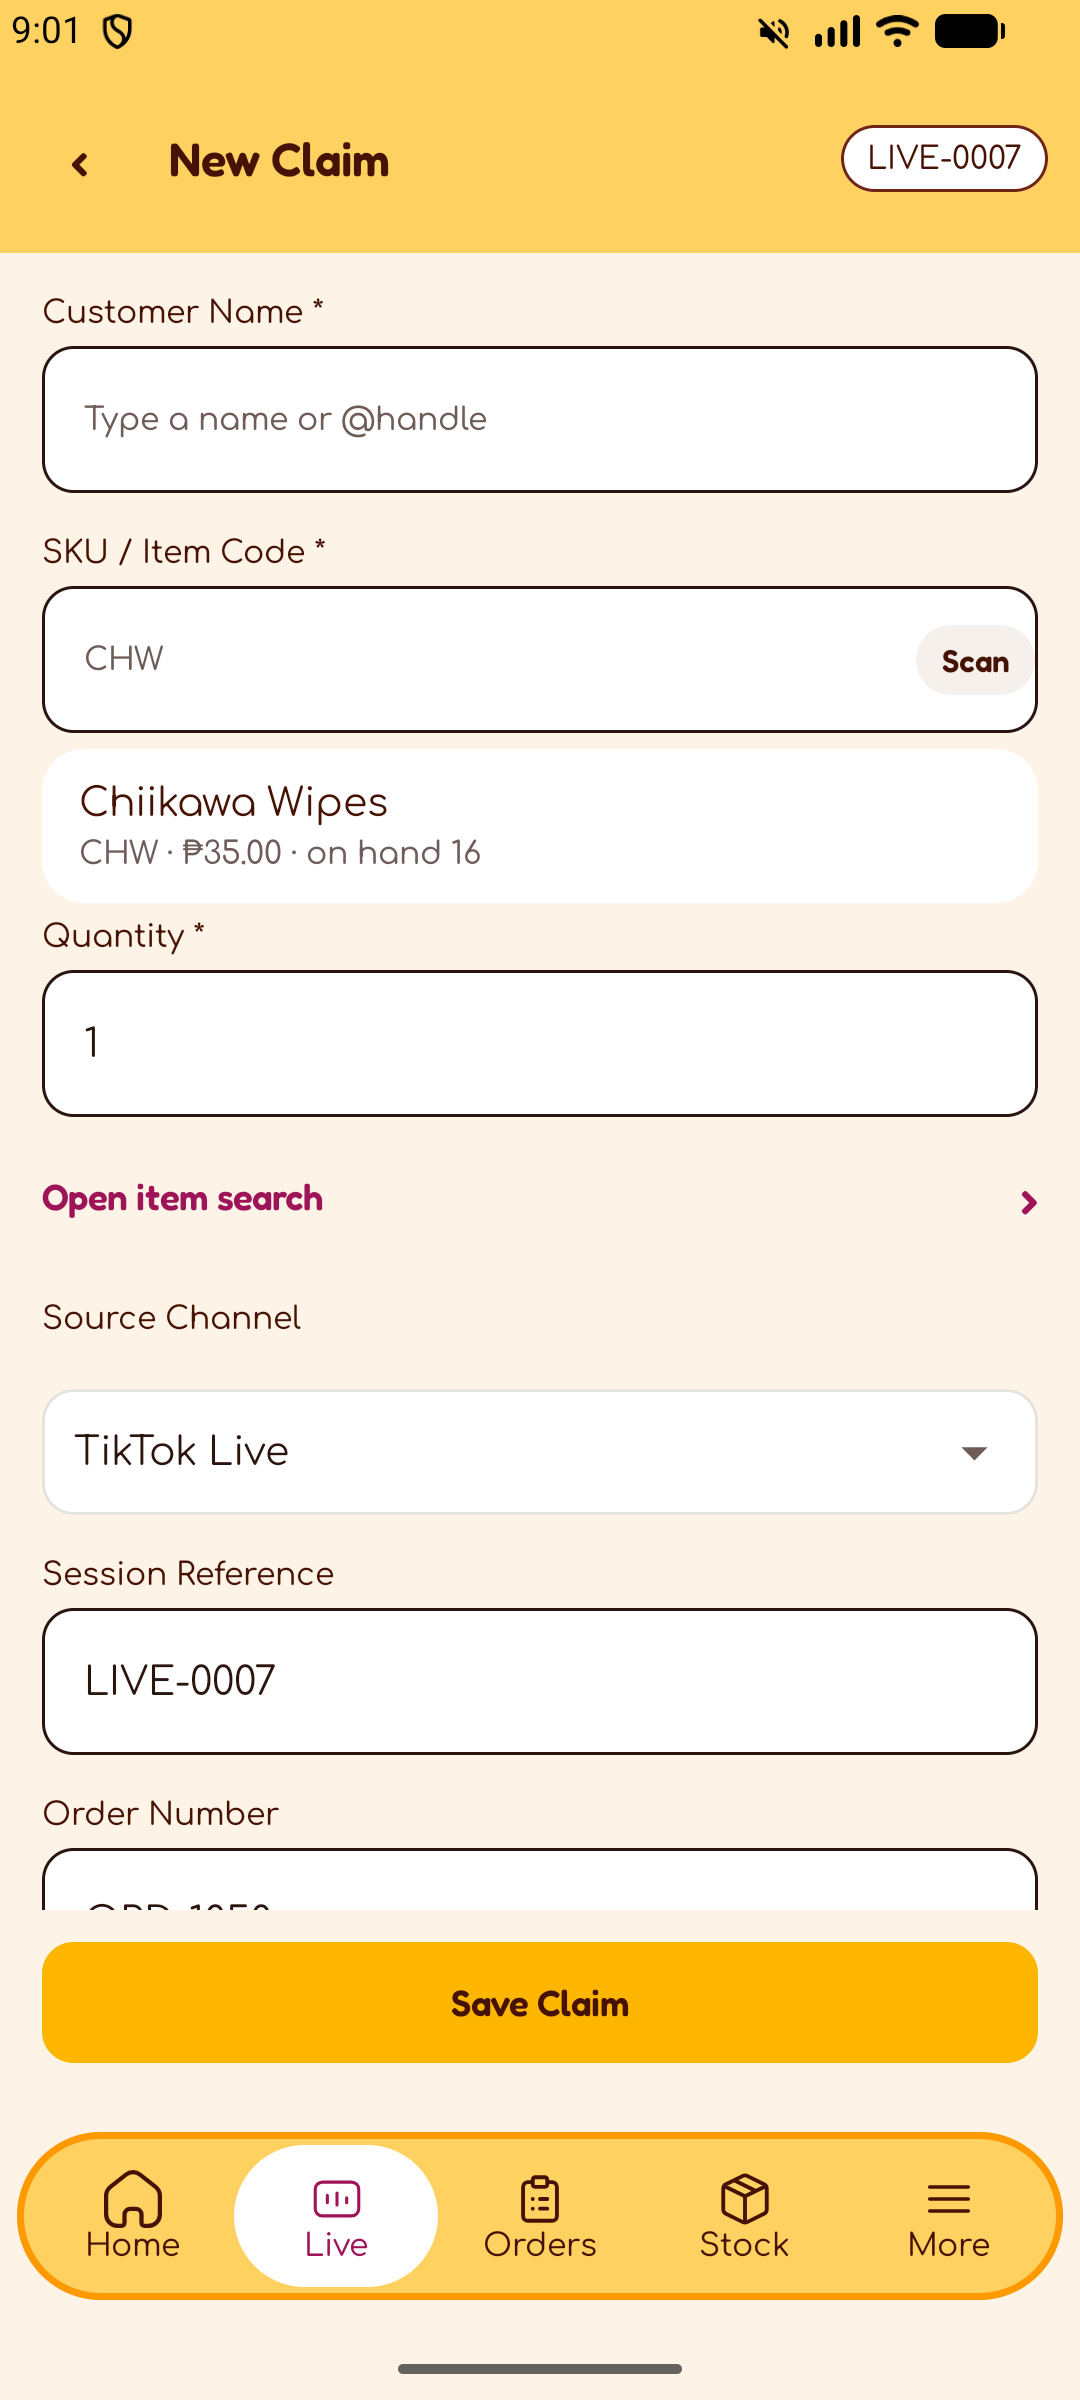 9:01
New Claim
LIVE-0007
Customer Name *
Type a name or @handle
SKU / Item Code *
CHW
Scan
Chiikawa Wipes
CHW · ₱35.00 · on hand 16
Quantity *
1
Open item search
Source Channel
TikTok Live
Session Reference
LIVE-0007
Order Number
Save Claim
Home
Live
Orders
Stock
More